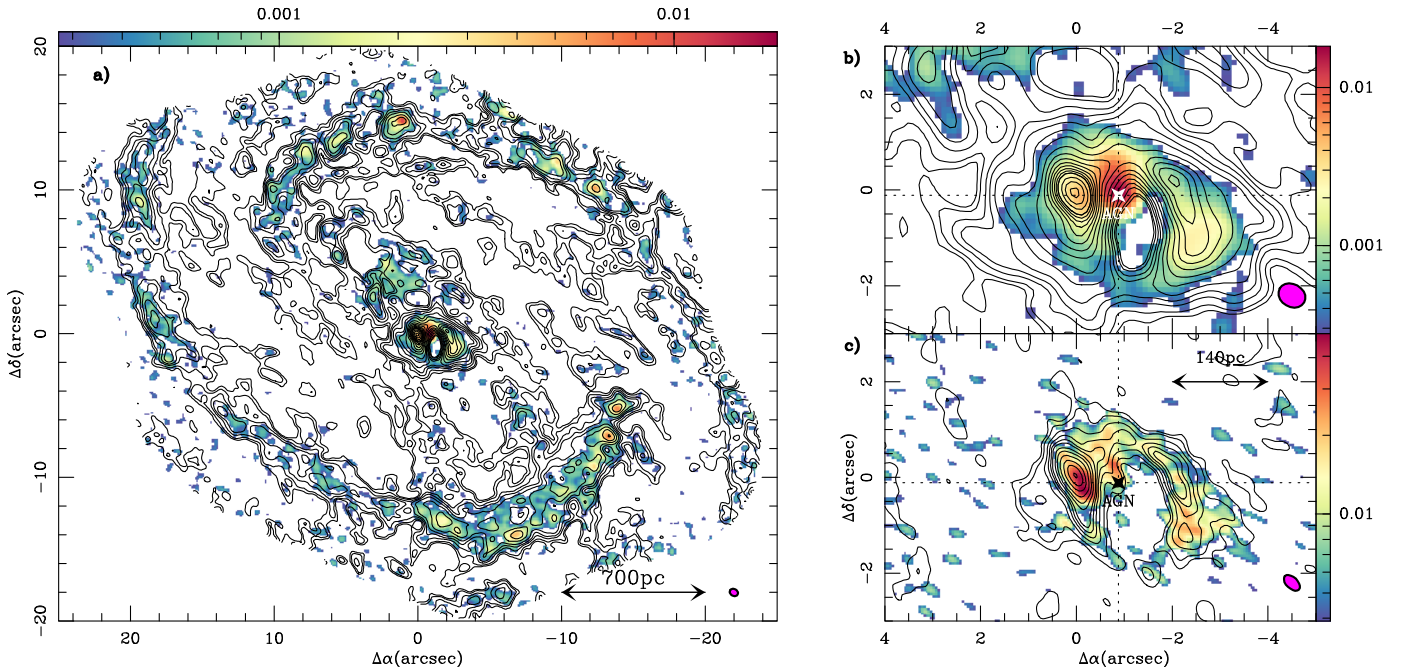 0.001 0.01
a)
20
10
0
−10
−20
20 10 0 −10 −20
Δδ(arcsec)
Δα(arcsec)
700pc
4 2 0 −2 −4
b)
2
0
−2
AGN
0.01
0.001
c)
140pc
2
0
−2
AGN
Δδ(arcsec)
0.01
4 2 0 −2 −4
Δα(arcsec)